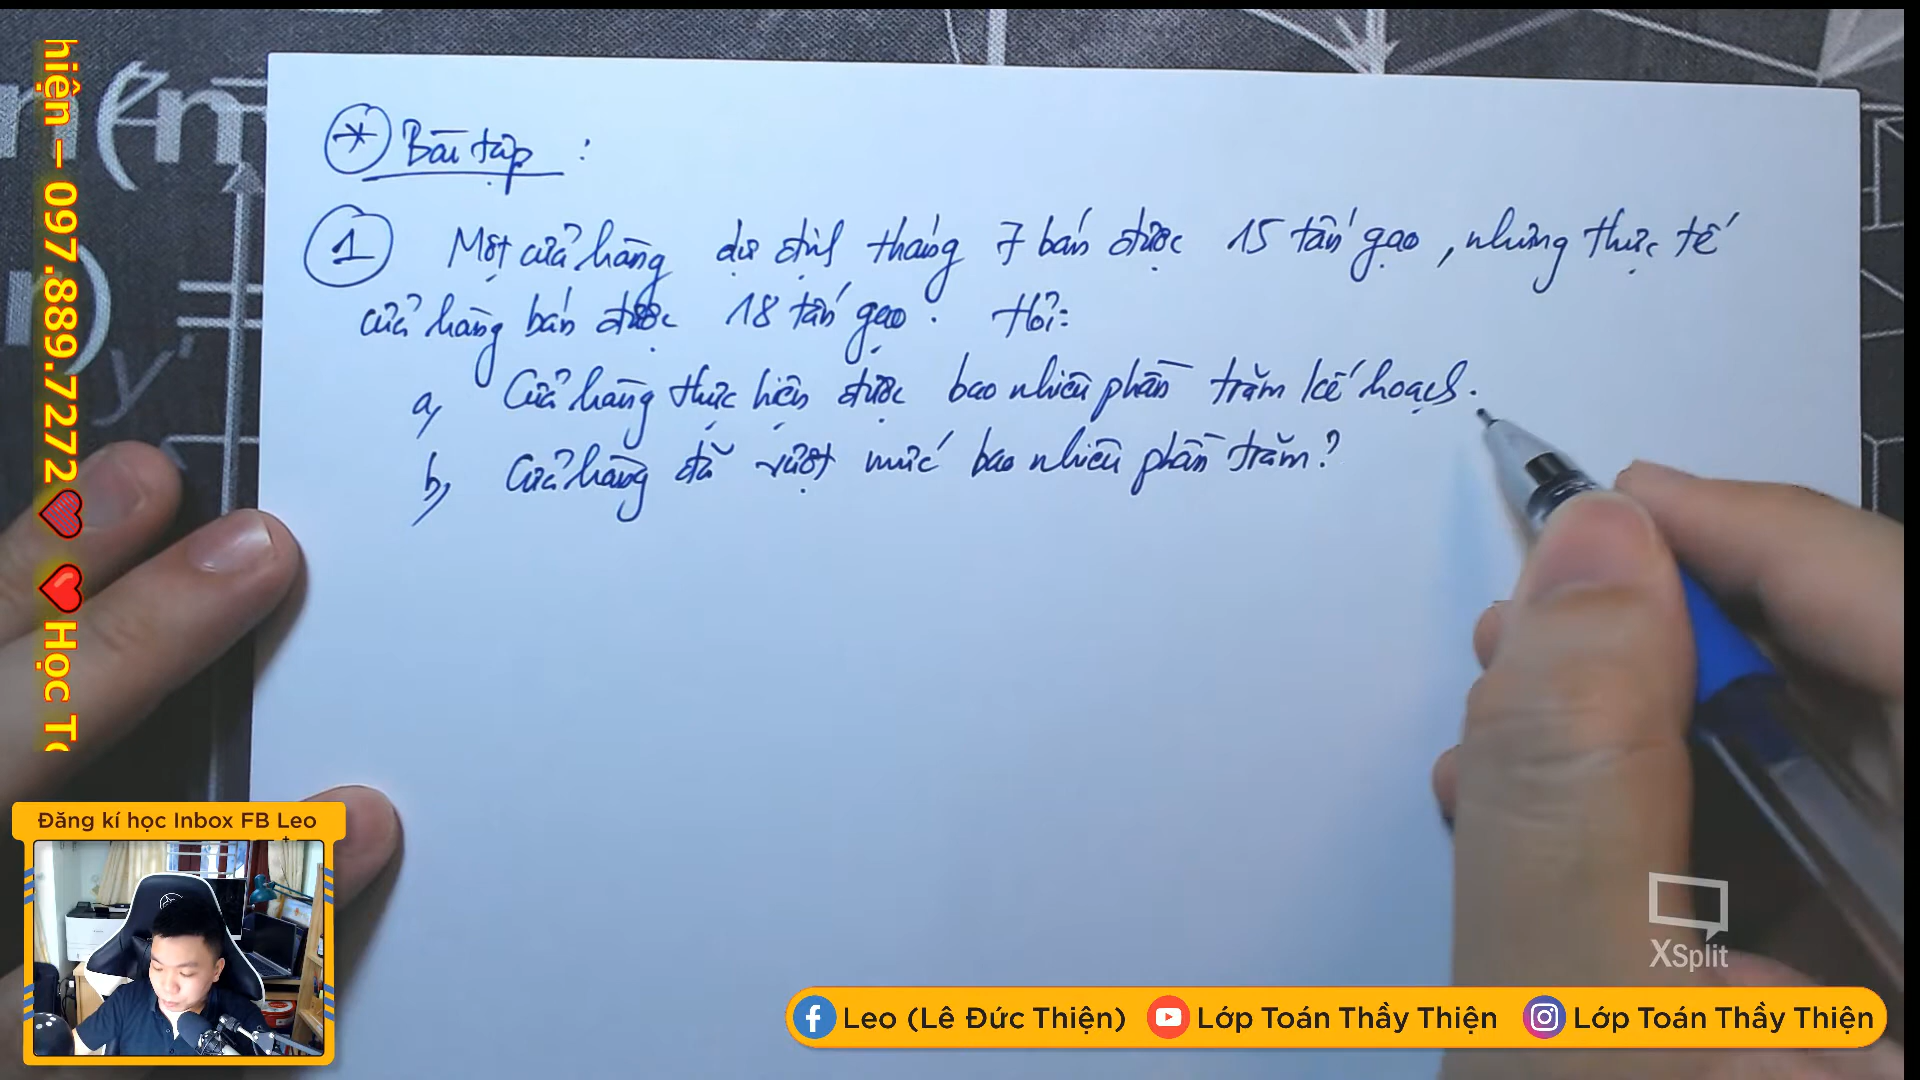 hiện – 097.889.7272 ❤ ❤ Học T
* Bài tập :
1 Một cửa hàng dự định tháng 7 bán được 15 tấn gạo, nhưng thực tế
cửa hàng bán được 18 tấn gạo. Hỏi:
a, Cửa hàng thực hiện được bao nhiêu phần trăm kế hoạch.
b, Cửa hàng đã vượt mức bao nhiêu phần trăm?
y'
Đăng kí học Inbox FB Leo
XSplit
Leo (Lê Đức Thiện) Lớp Toán Thầy Thiện Lớp Toán Thầy Thiện